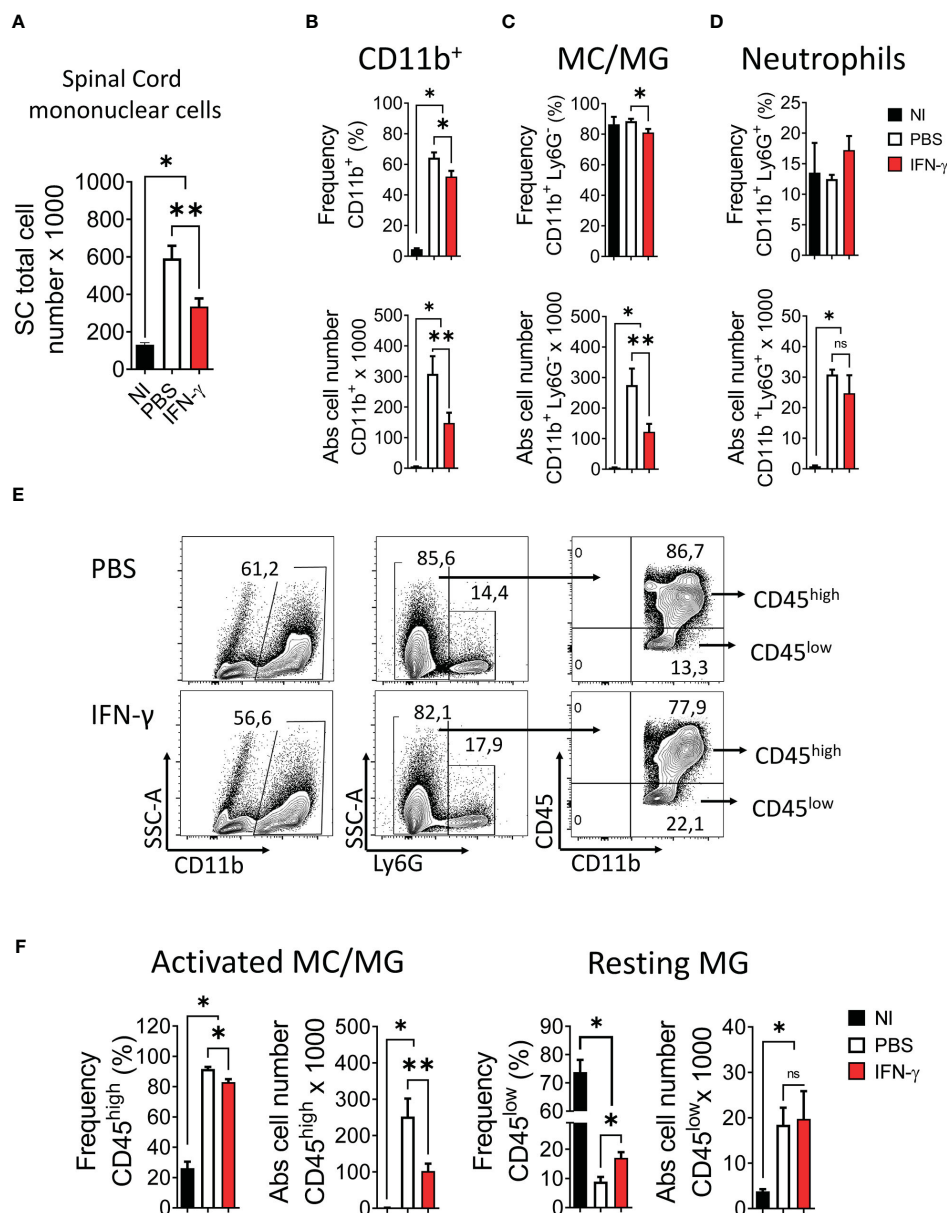 A
Spinal Cord
mononuclear cells
SC total cell
number x 1000
1000
800
600
400
200
0
*
**
NI
PBS
IFN-γ
B
CD11b⁺
Frequency
CD11b⁺ (%)
100
80
60
40
20
0
*
*
Abs cell number
CD11b⁺ x 1000
500
400
300
200
100
0
*
**
C
MC/MG
Frequency
CD11b⁺ Ly6G⁻ (%)
100
80
60
40
20
0
*
Abs cell number
CD11b⁺ Ly6G⁻ x 1000
500
400
300
200
100
0
*
**
D
Neutrophils
Frequency
CD11b⁺ Ly6G⁺ (%)
25
20
15
10
5
0
NI
PBS
IFN-γ
Abs cell number
CD11b⁺Ly6G⁺ x 1000
50
40
30
20
10
0
*
ns
E
PBS
61,2
85,6
14,4
0
86,7
CD45ʰⁱᵍʰ
CD45ˡᵒʷ
0
13,3
IFN-γ
56,6
82,1
17,9
77,9
CD45ʰⁱᵍʰ
CD45ˡᵒʷ
0
22,1
SSC-A
CD11b
SSC-A
Ly6G
CD45
CD11b
F
Activated MC/MG
Frequency
CD45ʰⁱᵍʰ (%)
120
100
80
60
40
20
0
*
*
Abs cell number
CD45ʰⁱᵍʰ x 1000
500
400
300
200
100
0
*
**
Resting MG
Frequency
CD45ˡᵒʷ (%)
90
80
70
60
20
10
0
*
*
Abs cell number
CD45ˡᵒʷx 1000
40
30
20
10
0
*
ns
NI
PBS
IFN-γ